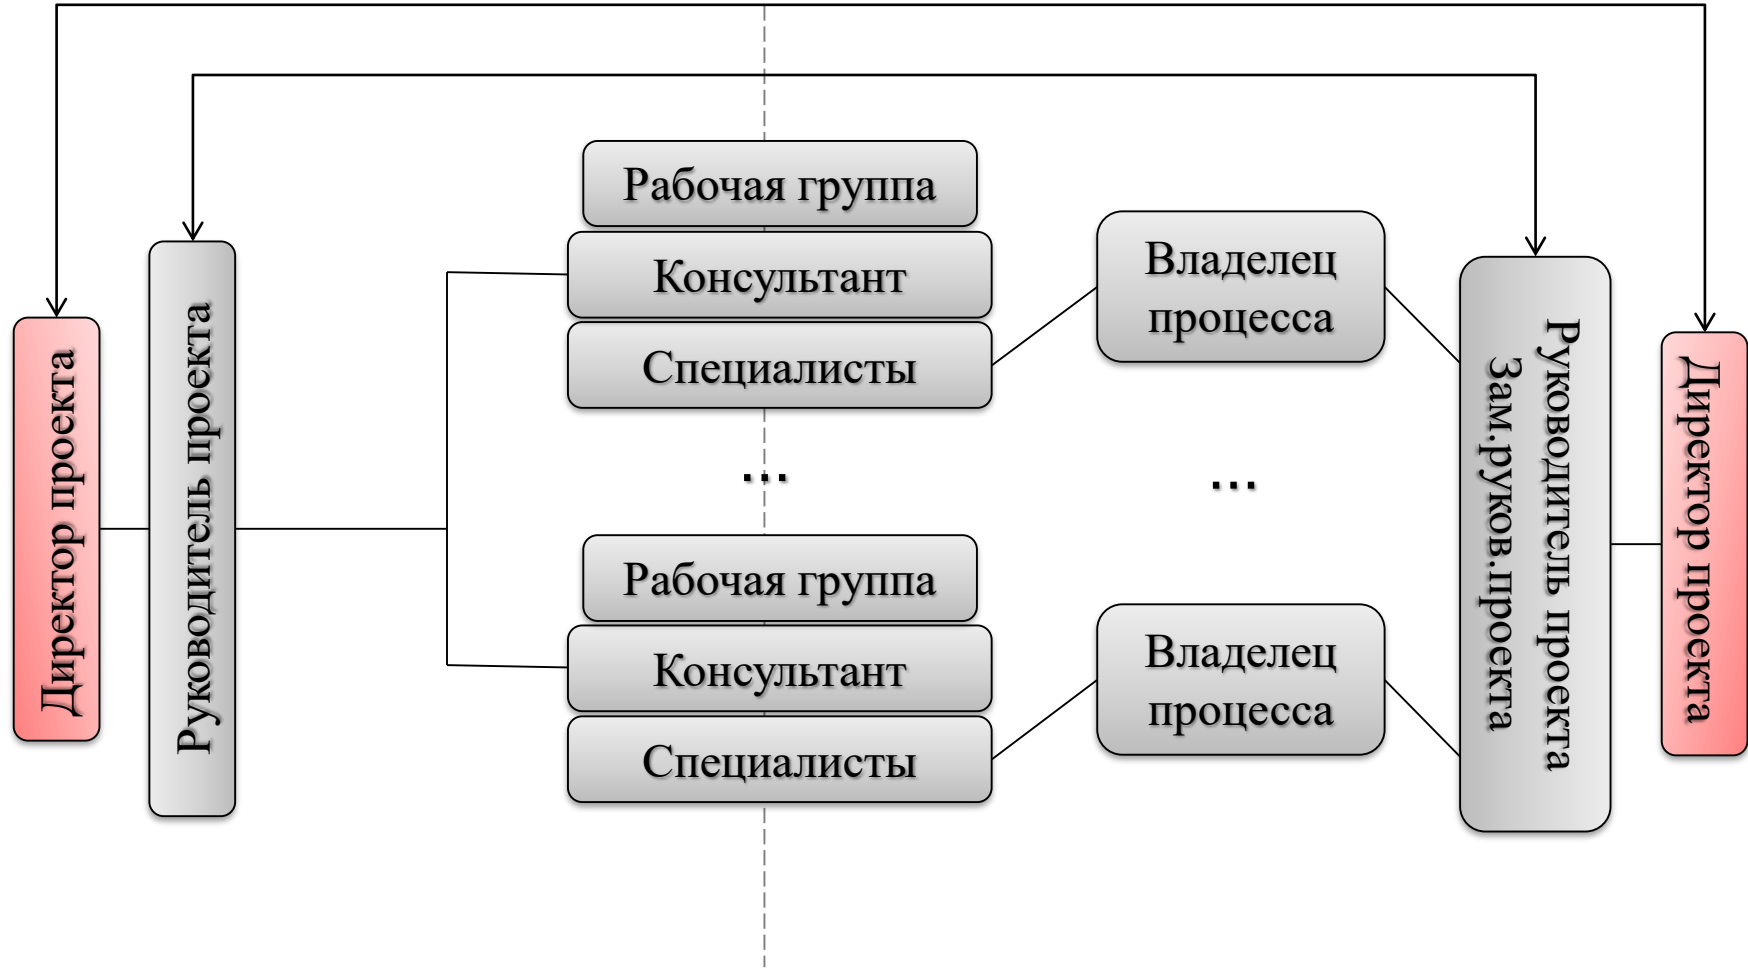 Директор проекта
Руководитель проекта
Рабочая группа
Консультант
Специалисты
...
Рабочая группа
Консультант
Специалисты
Владелец
процесса
...
Владелец
процесса
Руководитель проекта
Зам.руков.проекта
Директор проекта